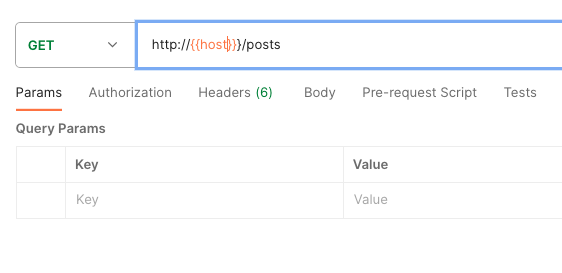 GET http://{{host}}}/posts
Params Authorization Headers (6) Body Pre-request Script Tests
Query Params
Key Value
Key Value